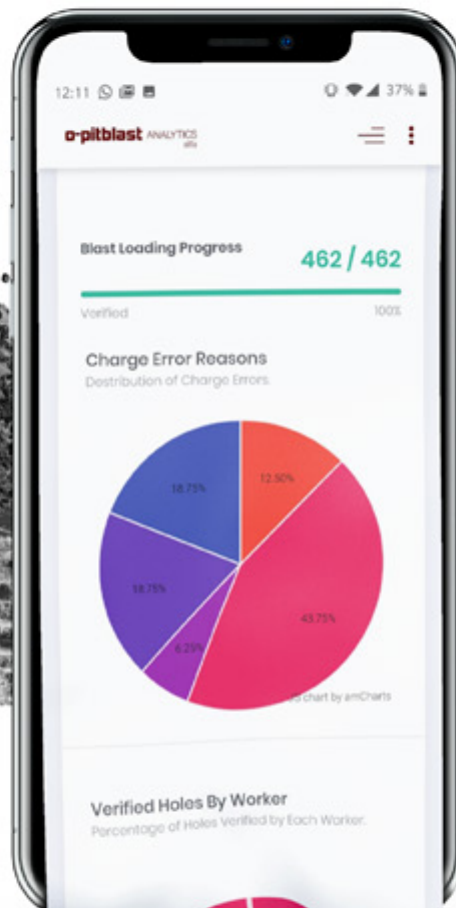 12:11
37%
o-pitblast ANALYTICS
Blast Loading Progress
462 / 462
Verified
100%
Charge Error Reasons
Destribution of Charge Errors.
18.75%
12.50%
18.75%
43.75%
6.25%
chart by amCharts
Verified Holes By Worker
Percentage of Holes Verified by Each Worker.